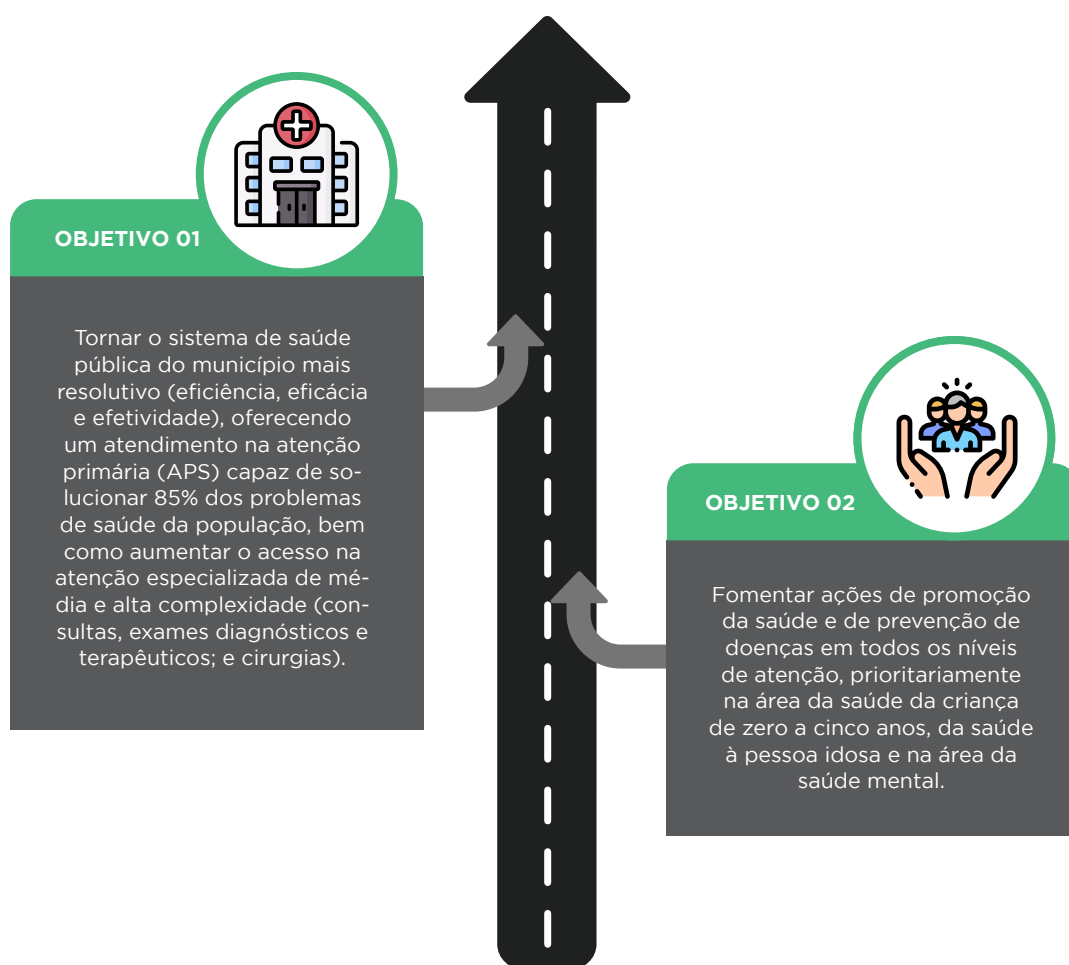 OBJETIVO 01
Tornar o sistema de saúde
pública do município mais
resolutivo (eficiência, eficácia
e efetividade), oferecendo
um atendimento na atenção
primária (APS) capaz de so-
lucionar 85% dos problemas
de saúde da população, bem
como aumentar o acesso na
atenção especializada de mé-
dia e alta complexidade (con-
sultas, exames diagnósticos e
terapêuticos; e cirurgias).
OBJETIVO 02
Fomentar ações de promoção
da saúde e de prevenção de
doenças em todos os níveis
de atenção, prioritariamente
na área da saúde da criança
de zero a cinco anos, da saúde
à pessoa idosa e na área da
saúde mental.